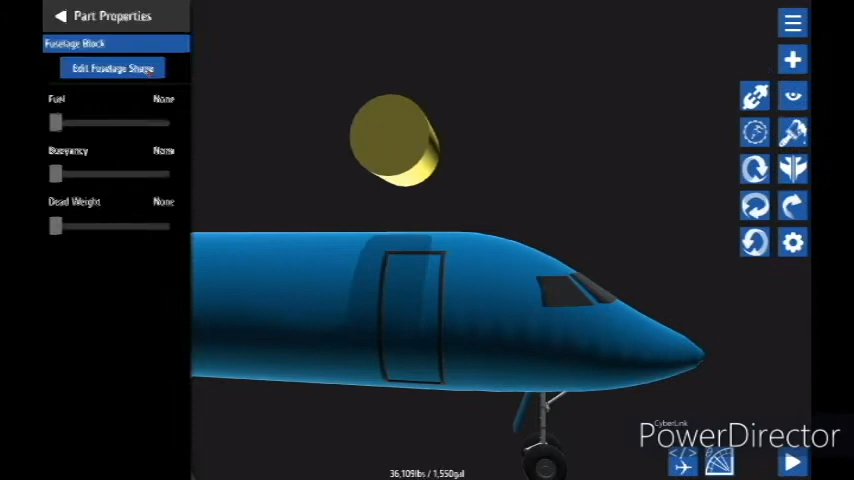 Part Properties
Fuselage Block
Edit Fuselage Shape
Fuel None
Buoyancy None
Dead Weight None
CyberLink
PowerDirector
36,109lbs / 1,550gal